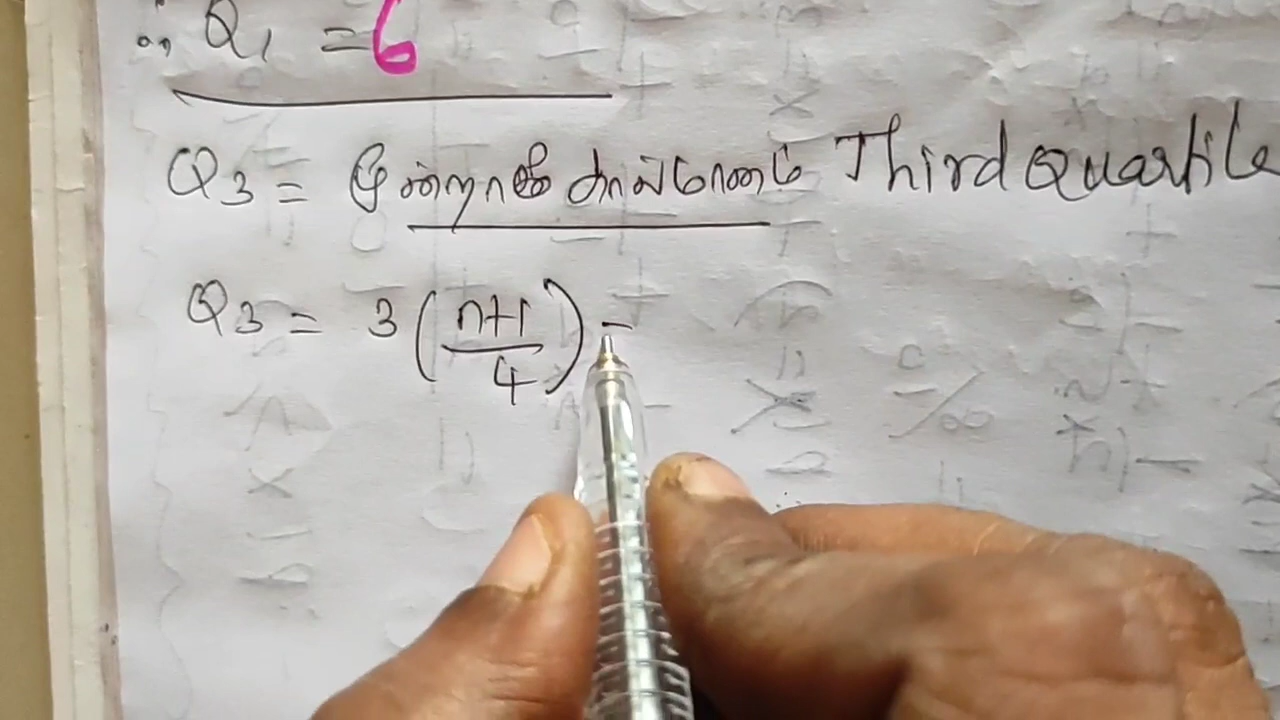 ∴ Q₁ = 6
Q₃ = மூன்றாம் கால்மானம் Third Quartile
Q₃ = 3 (n+1/4) -